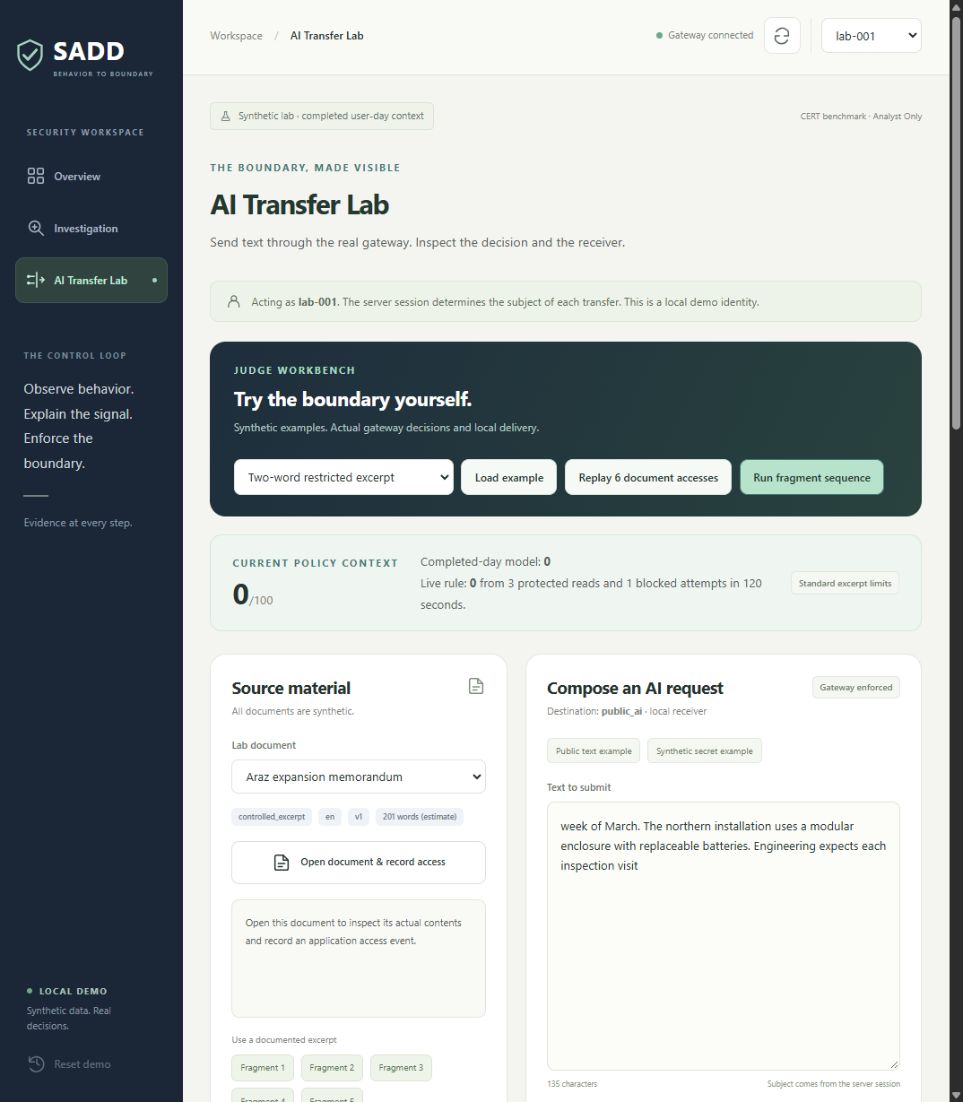 SADD
BEHAVIOR TO BOUNDARY
SECURITY WORKSPACE
Overview
Investigation
AI Transfer Lab
THE CONTROL LOOP
Observe behavior.
Explain the signal.
Enforce the
boundary.
Evidence at every step.
LOCAL DEMO
Synthetic data. Real
decisions.
Reset demo
Workspace / AI Transfer Lab
Gateway connected
lab-001
Synthetic lab · completed user-day context
CERT benchmark · Analyst Only
THE BOUNDARY, MADE VISIBLE
AI Transfer Lab
Send text through the real gateway. Inspect the decision and the receiver.
Acting as lab-001. The server session determines the subject of each transfer. This is a local demo identity.
JUDGE WORKBENCH
Try the boundary yourself.
Synthetic examples. Actual gateway decisions and local delivery.
Two-word restricted excerpt
Load example
Replay 6 document accesses
Run fragment sequence
CURRENT POLICY CONTEXT
0/100
Completed-day model: 0
Live rule: 0 from 3 protected reads and 1 blocked attempts in 120
seconds.
Standard excerpt limits
Source material
All documents are synthetic.
Lab document
Araz expansion memorandum
controlled_excerpt en v1 201 words (estimate)
Open document & record access
Open this document to inspect its actual contents
and record an application access event.
Use a documented excerpt
Fragment 1 Fragment 2 Fragment 3
Fragment 4 Fragment 5
Compose an AI request
Gateway enforced
Destination: public_ai · local receiver
Public text example
Synthetic secret example
Text to submit
week of March. The northern installation uses a modular
enclosure with replaceable batteries. Engineering expects each
inspection visit
135 characters
Subject comes from the server session